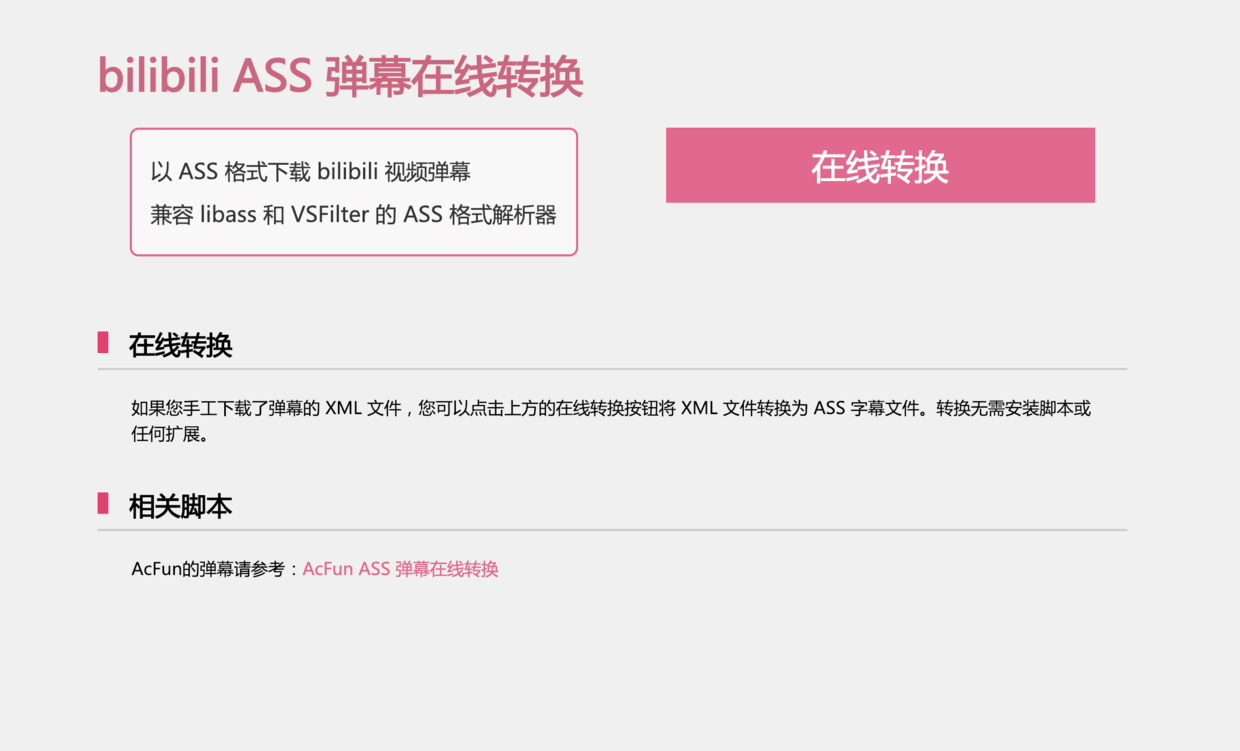 bilibili ASS 弹幕在线转换
以 ASS 格式下载 bilibili 视频弹幕
兼容 libass 和 VSFilter 的 ASS 格式解析器
在线转换
在线转换
如果您手工下载了弹幕的 XML 文件，您可以点击上方的在线转换按钮将 XML 文件转换为 ASS 字幕文件。转换无需安装脚本或
任何扩展。
相关脚本
AcFun的弹幕请参考：AcFun ASS 弹幕在线转换